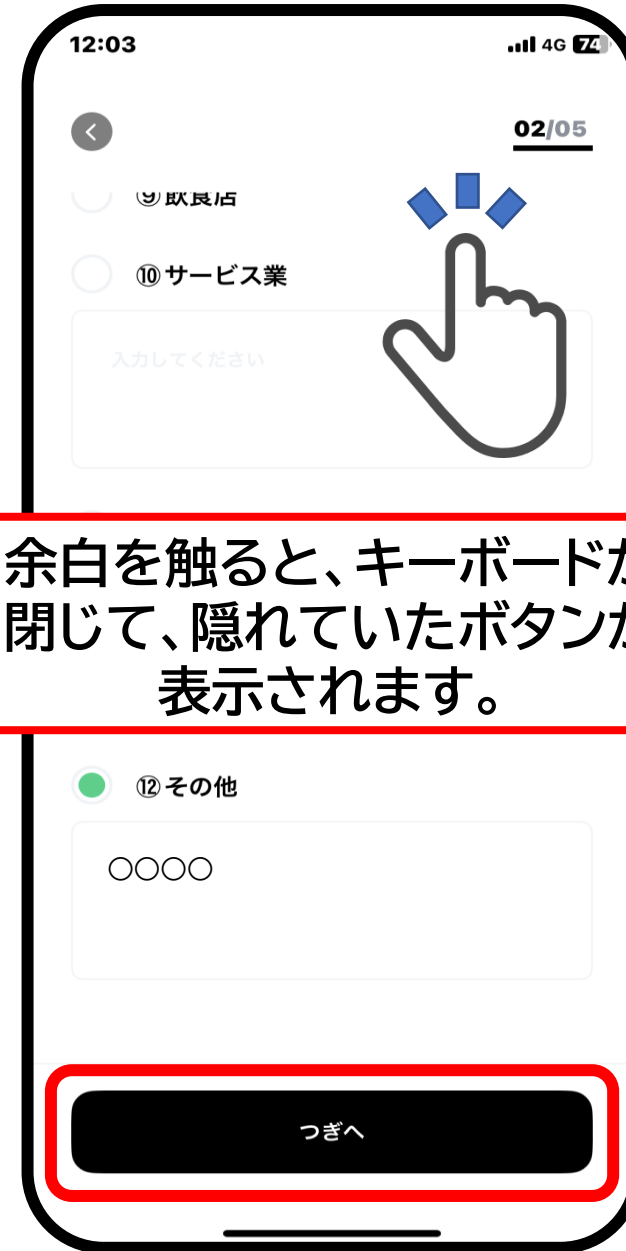 12:03
4G 74
02/05
⑨飲食店
⑩サービス業
入力してください
余白を触ると、キーボードが
閉じて、隠れていたボタンが
表示されます。
⑫その他
○○○○
つぎへ